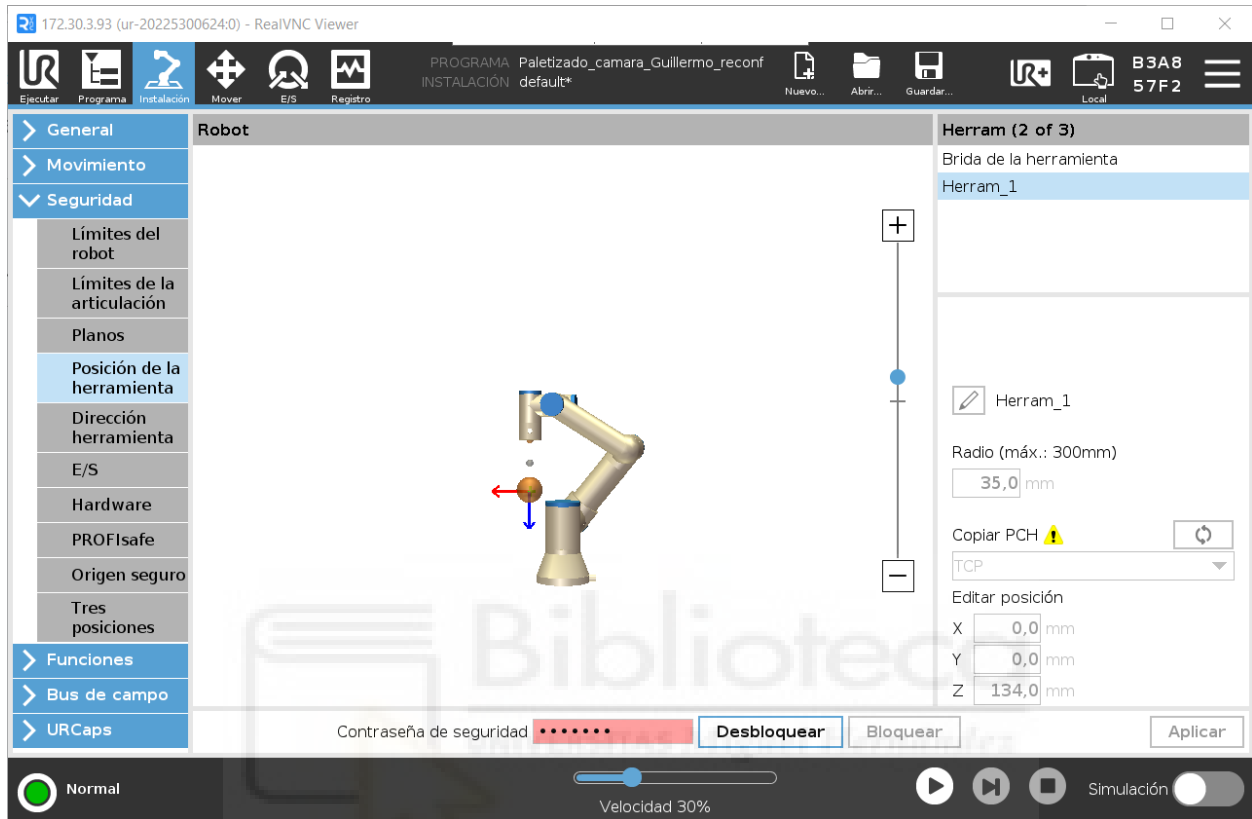 172.30.3.93 (ur-20225300624:0) - RealVNC Viewer
UR
Ejecutar
Programa
Instalación
Mover
E/S
Registro
PROGRAMA Paletizado_camara_Guillermo_reconf
INSTALACIÓN default*
Nuevo...
Abrir...
Guardar...
UR+
Local
B3A8
57F2
General
Movimiento
Seguridad
Límites del
robot
Límites de la
articulación
Planos
Posición de la
herramienta
Dirección
herramienta
E/S
Hardware
PROFIsafe
Origen seguro
Tres
posiciones
Funciones
Bus de campo
URCaps
Robot
Herram (2 of 3)
Brida de la herramienta
Herram_1
Herram_1
Radio (máx.: 300mm)
35,0 mm
Copiar PCH
TCP
Editar posición
X 0,0 mm
Y 0,0 mm
Z 134,0 mm
Biblioteca
Contraseña de seguridad •••••••
Desbloquear
Bloquear
Aplicar
Normal
Velocidad 30%
Simulación